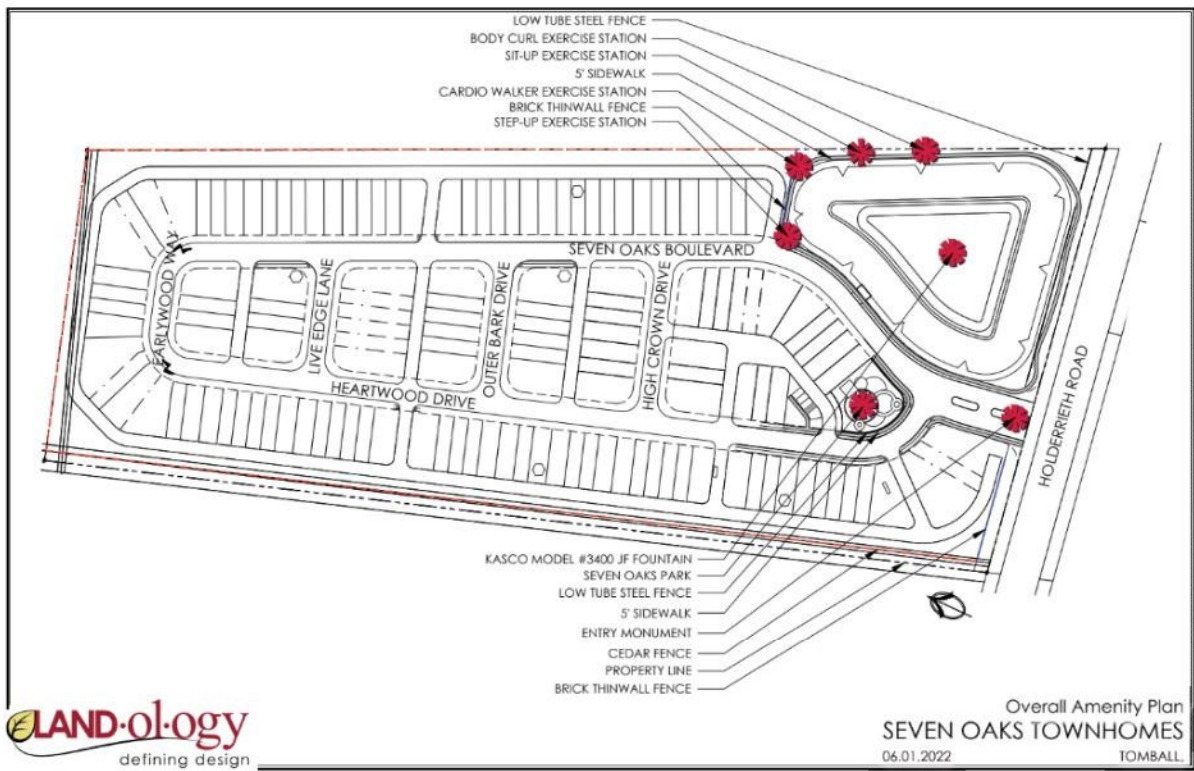 LOW TUBE STEEL FENCE
BODY CURL EXERCISE STATION
SIT-UP EXERCISE STATION
5' SIDEWALK
CARDIO WALKER EXERCISE STATION
BRICK THINWALL FENCE
STEP-UP EXERCISE STATION
SEVEN OAKS BOULEVARD
EARLYWOOD WAY
LIVE EDGE LANE
OUTER BARK DRIVE
HIGH CROWN DRIVE
HEARTWOOD DRIVE
HOLDERRIETH ROAD
KASCO MODEL #3400 JF FOUNTAIN
SEVEN OAKS PARK
LOW TUBE STEEL FENCE
5' SIDEWALK
ENTRY MONUMENT
CEDAR FENCE
PROPERTY LINE
BRICK THINWALL FENCE
LAND·ol·ogy
defining design
Overall Amenity Plan
SEVEN OAKS TOWNHOMES
06.01.2022 TOMBALL,